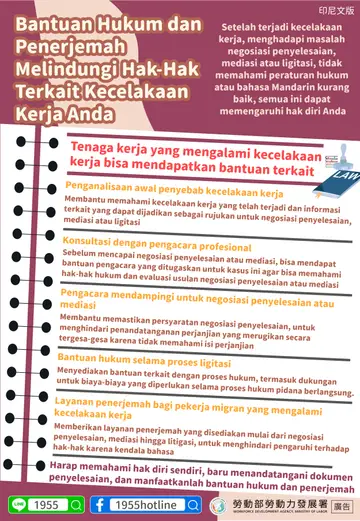 印尼文版
Bantuan Hukum dan
Penerjemah
Melindungi Hak-Hak
Terkait Kecelakaan
Kerja Anda
Setelah terjadi kecelakaan
kerja, menghadapi masalah
negosiasi penyelesaian,
mediasi atau ligitasi, tidak
memahami peraturan hukum
atau bahasa Mandarin kurang
baik, semua ini dapat
memengaruhi hak diri Anda
Tenaga kerja yang mengalami kecelakaan
kerja bisa mendapatkan bantuan terkait
LAW
Penganalisaan awal penyebab kecelakaan kerja
Membantu memahami kecelakaan kerja yang telah terjadi dan informasi
terkait yang dapat dijadikan sebagai rujukan untuk negosiasi penyelesaian,
mediasi atau ligitasi
Konsultasi dengan pengacara profesional
Sebelum mencapai negosiasi penyelesaian atau mediasi, bisa mendapat
bantuan pengacara yang ditugaskan untuk kasus ini agar bisa memahami
hak-hak hukum dan evaluasi usulan negosiasi penyelesaian atau mediasi
Pengacara mendampingi untuk negosiasi penyelesaian atau
mediasi
Membantu memastikan persyaratan negosiasi penyelesaian, untuk
menghindari penandatanganan perjanjian yang merugikan secara
tergesa-gesa karena tidak memahami isi perjanjian
Bantuan hukum selama proses litigasi
Menyediakan bantuan terkait dengan proses hukum, termasuk dukungan
untuk biaya-biaya yang diperlukan selama proses hukum pidana berlangsung.
Layanan penerjemah bagi pekerja migran yang mengalami
kecelakaan kerja
Memberikan layanan penerjemah yang disediakan mulai dari negosiasi
penyelesaian, mediasi hingga litigasi, untuk menghindari pengaruhi terhadap
hak-hak karena kendala bahasa
Harap memahami hak diri sendiri, baru menandatangani dokumen
penyelesaian, dan manfaatkanlah bantuan hukum dan penerjemah
LINE 1955
f 1955hotline
勞動部勞動力發展署
WORKFORCE DEVELOPMENT AGENCY, MINISTRY OF LABOR
廣告